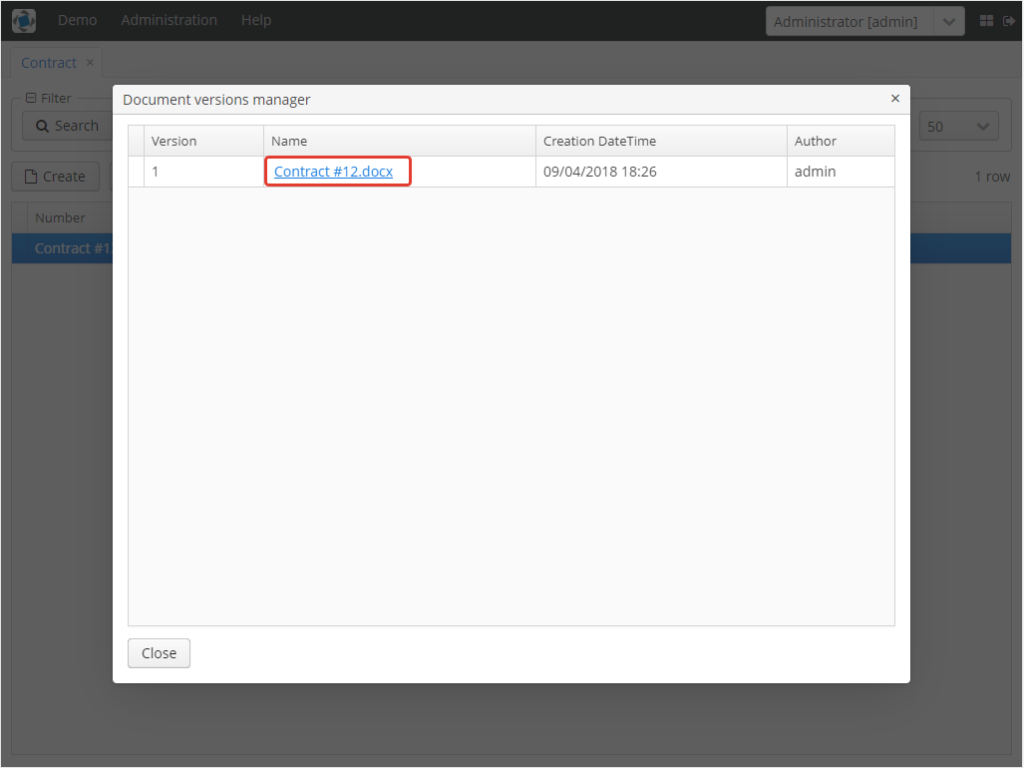 Demo Administration Help Administrator [admin]
Contract ×
Filter
Search 50
Create 1 row
Number
Contract #1
Document versions manager ×
Version Name Creation DateTime Author
1 Contract #12.docx 09/04/2018 18:26 admin
Close